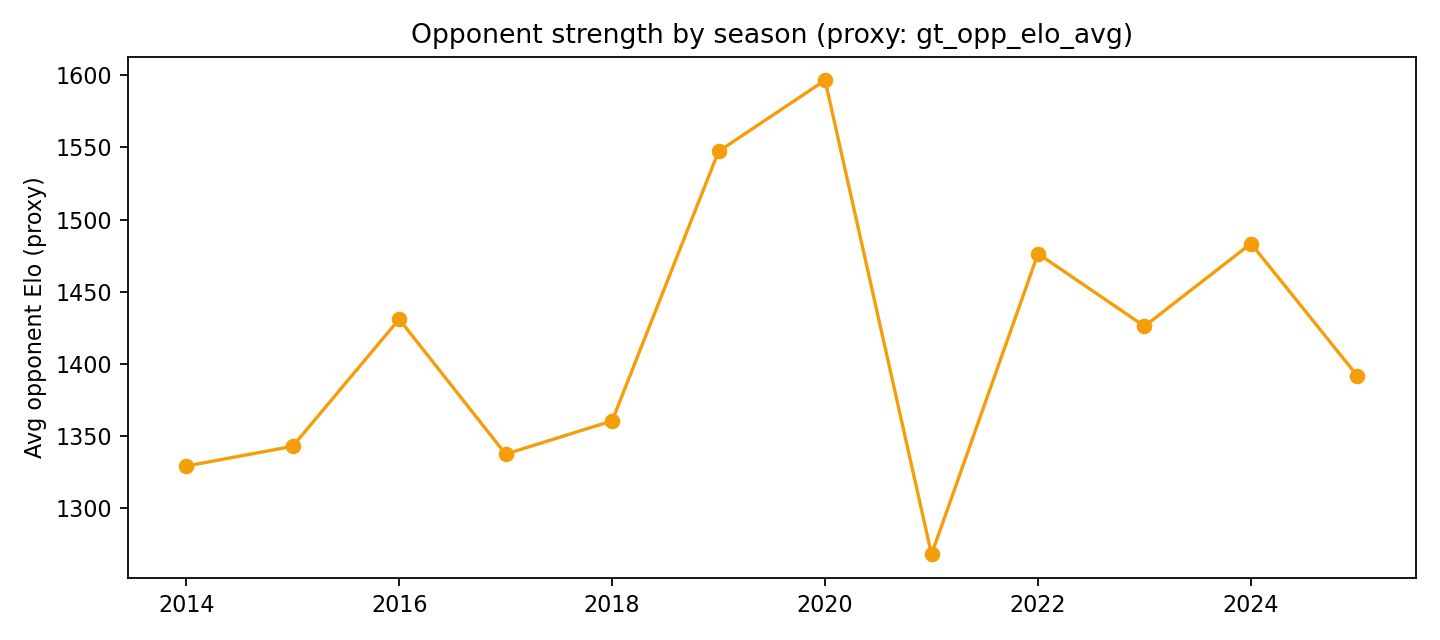 Opponent strength by season (proxy: gt_opp_elo_avg)
Avg opponent Elo (proxy)
1600
1550
1500
1450
1400
1350
1300
2014 2016 2018 2020 2022 2024